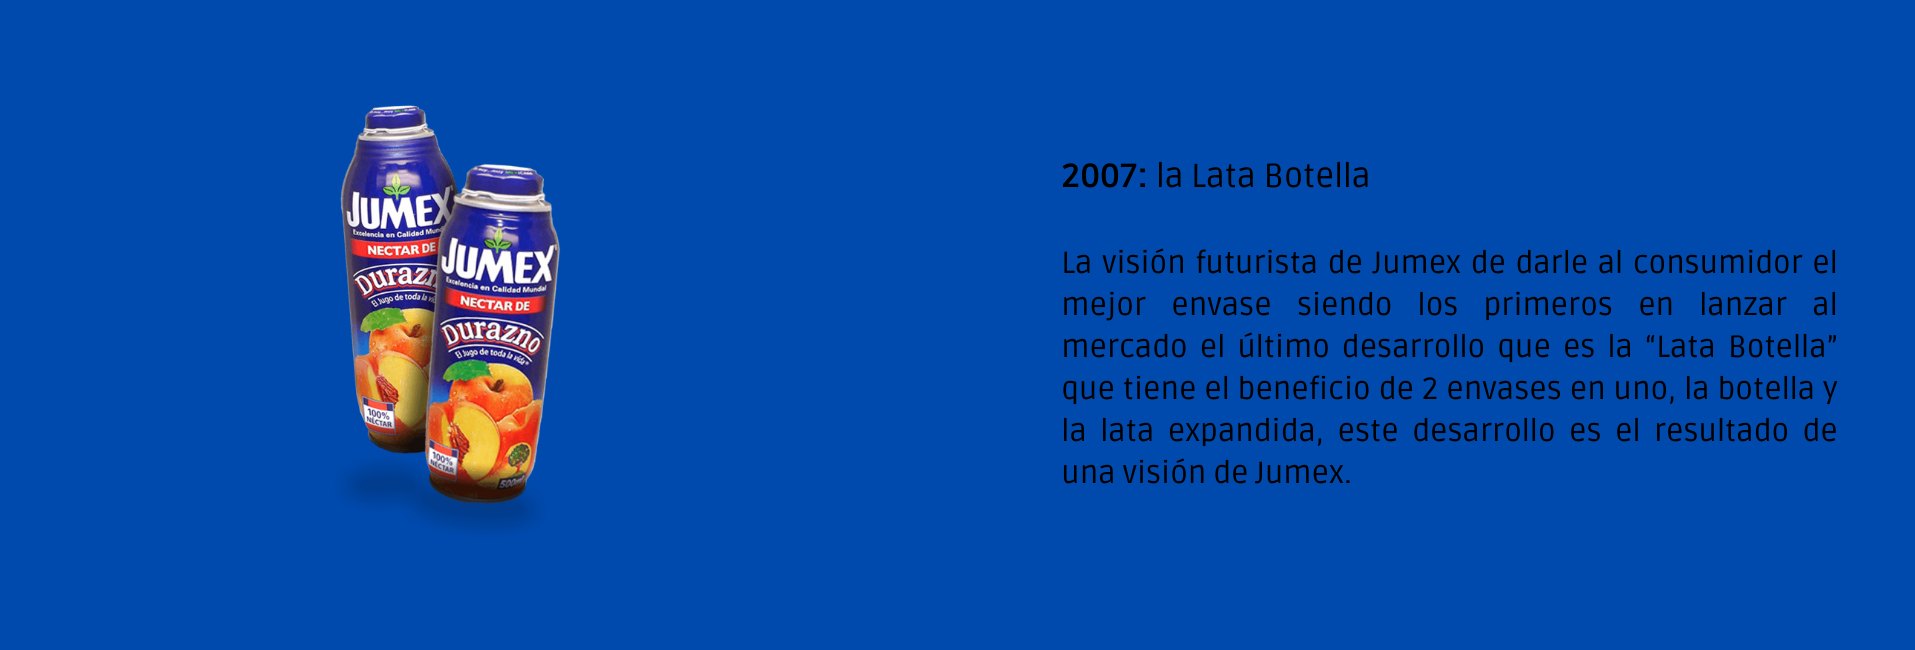 JUMEX
Excelencia en Calidad
NECTAR DE
Durazno
El Jugo de toda la
100%
NECTAR
JUMEX
Excelencia en Calidad Mundial
NECTAR DE
Durazno
El Jugo de toda la vida
100%
NECTAR
500
2007: la Lata Botella
La visión futurista de Jumex de darle al consumidor el
mejor envase siendo los primeros en lanzar al
mercado el último desarrollo que es la “Lata Botella”
que tiene el beneficio de 2 envases en uno, la botella y
la lata expandida, este desarrollo es el resultado de
una visión de Jumex.